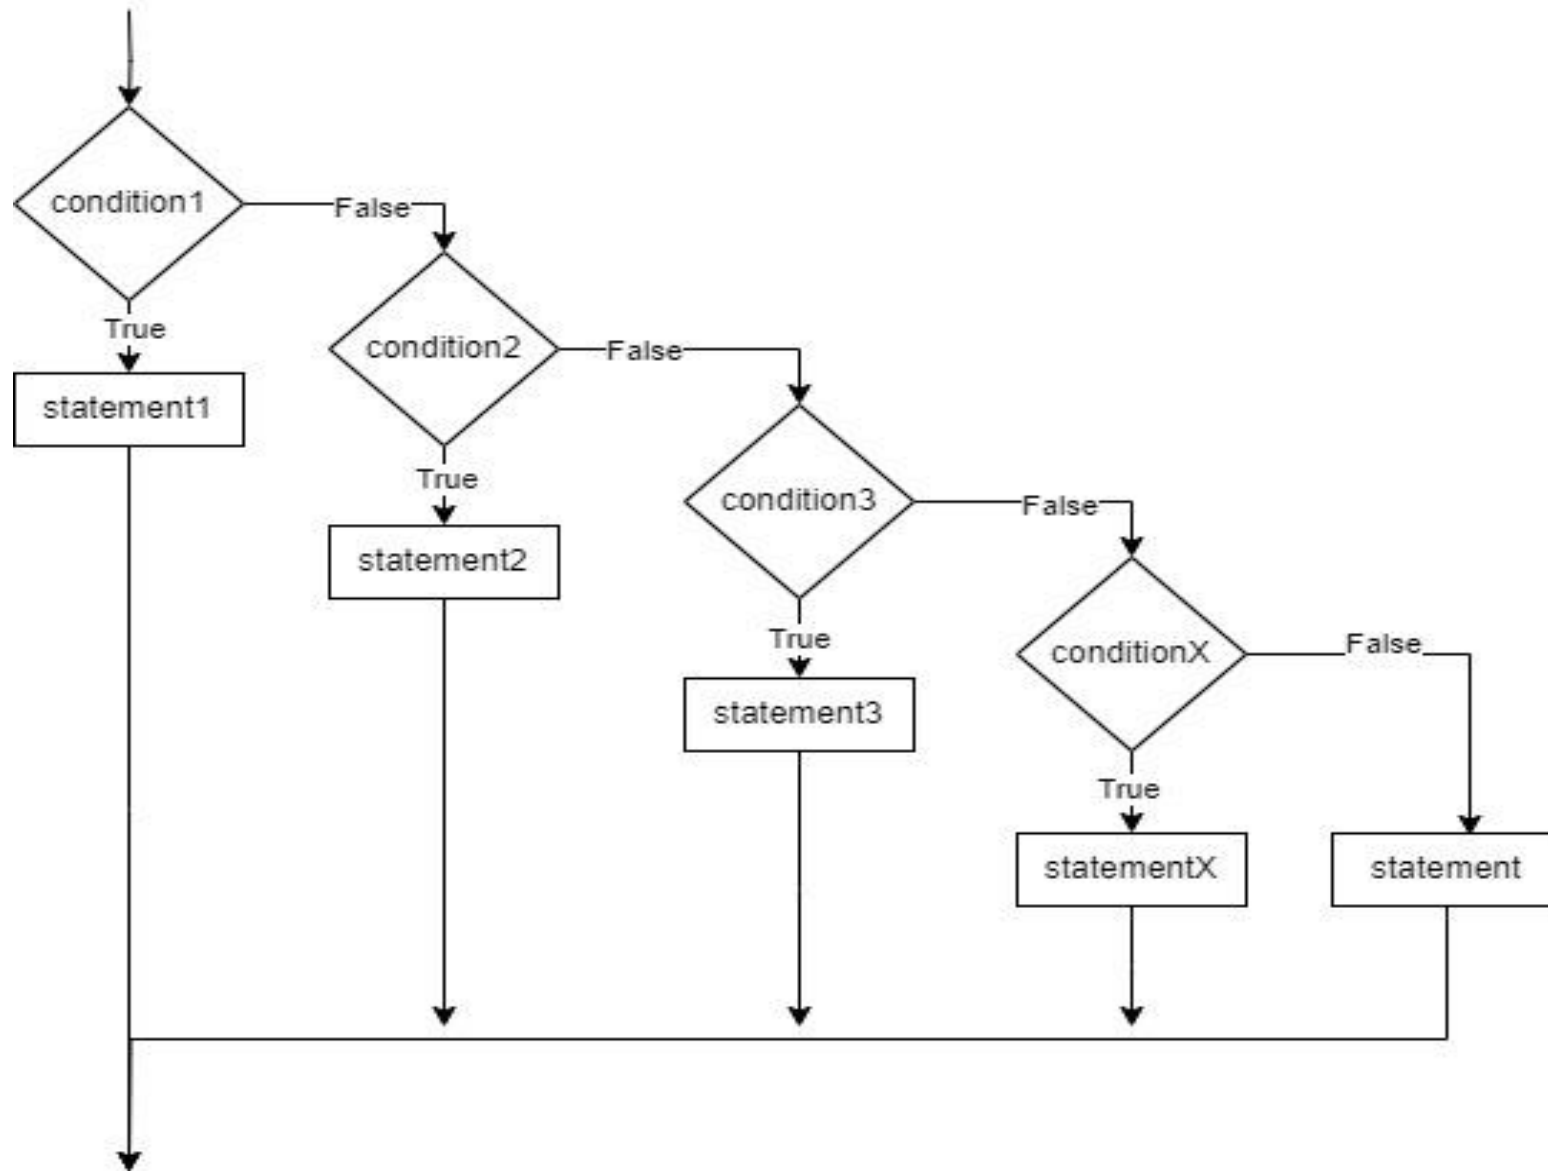 condition1
False
True
condition2
False
statement1
True
condition3
False
statement2
True
conditionX
False
statement3
True
statementX
statement